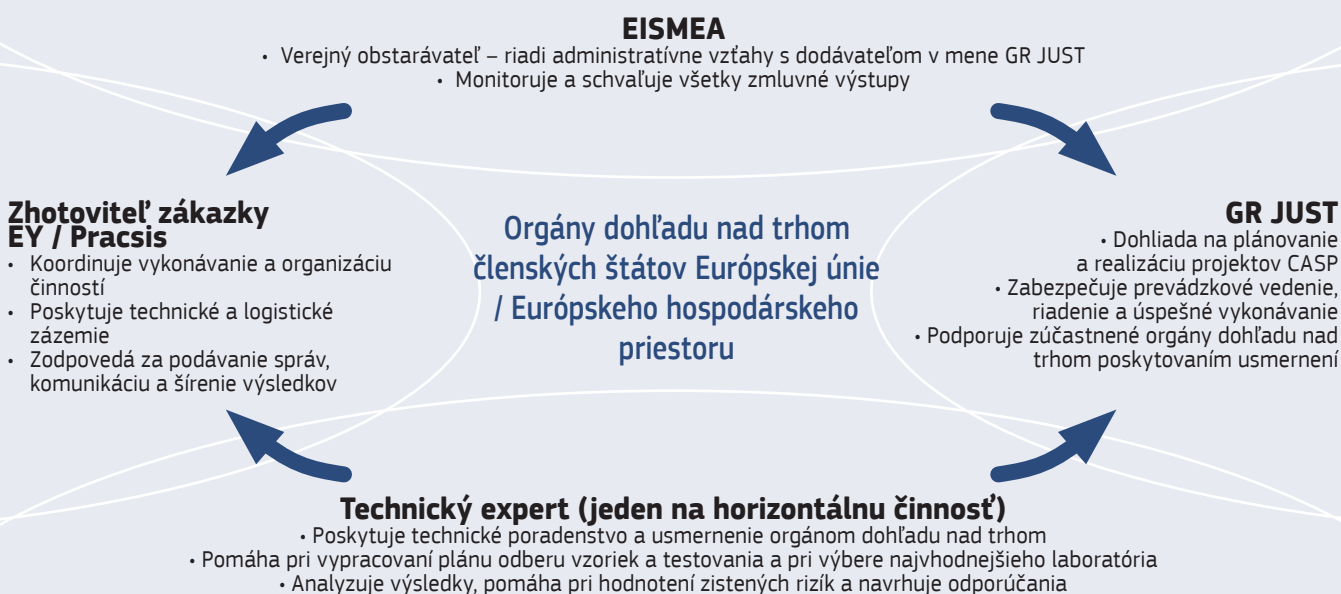 EISMEA
• Verejný obstarávateľ – riadi administratívne vzťahy s dodávateľom v mene GR JUST
• Monitoruje a schvaľuje všetky zmluvné výstupy
Zhotoviteľ zákazky
EY / Pracsis
• Koordinuje vykonávanie a organizáciu
činností
• Poskytuje technické a logistické
zázemie
• Zodpovedá za podávanie správ,
komunikáciu a šírenie výsledkov
Orgány dohľadu nad trhom
členských štátov Európskej únie
/ Európskeho hospodárskeho
priestoru
GR JUST
• Dohliada na plánovanie
a realizáciu projektov CASP
• Zabezpečuje prevádzkové vedenie,
riadenie a úspešné vykonávanie
• Podporuje zúčastnené orgány dohľadu nad
trhom poskytovaním usmernení
Technický expert (jeden na horizontálnu činnosť)
• Poskytuje technické poradenstvo a usmernenie orgánom dohľadu nad trhom
• Pomáha pri vypracovaní plánu odberu vzoriek a testovania a pri výbere najvhodnejšieho laboratória
• Analyzuje výsledky, pomáha pri hodnotení zistených rizík a navrhuje odporúčania